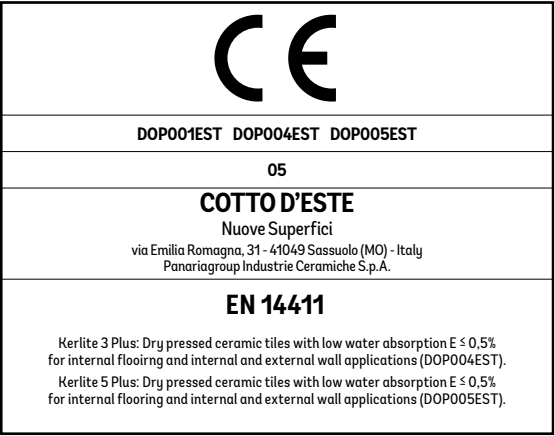 CE
DOP001EST DOP004EST DOP005EST
05
COTTO D'ESTE
Nuove Superfici
via Emilia Romagna, 31 - 41049 Sassuolo (MO) - Italy
Panariagroup Industrie Ceramiche S.p.A.
EN 14411
Kerlite 3 Plus: Dry pressed ceramic tiles with low water absorption E ≤ 0,5%
for internal flooirng and internal and external wall applications (DOP004EST).
Kerlite 5 Plus: Dry pressed ceramic tiles with low water absorption E ≤ 0,5%
for internal flooring and internal and external wall applications (DOP005EST).